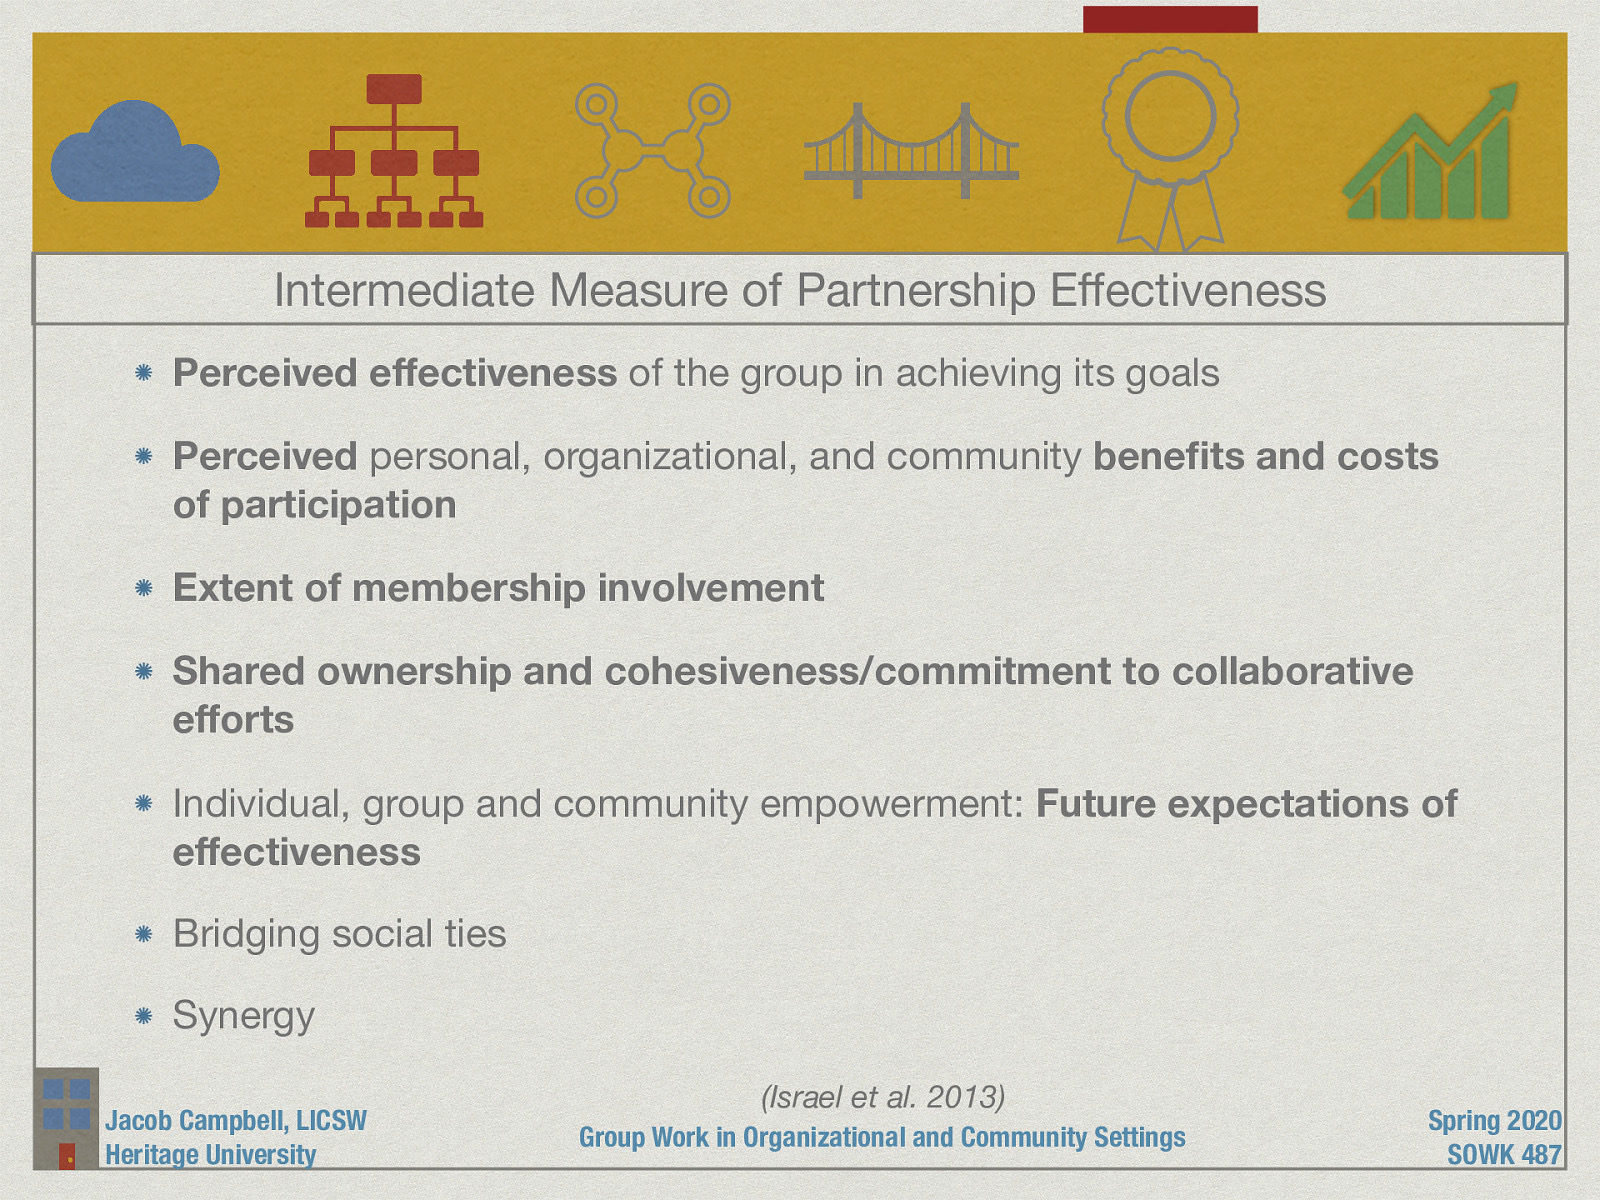 Intermediate Measure of Partnership Effectiveness
Perceived effectiveness of the group in achieving its goals
Perceived personal, organizational, and community benefits and costs
of participation
Extent of membership involvement
Shared ownership and cohesiveness/commitment to collaborative
efforts
Individual, group and community empowerment: Future expectations of
effectiveness
Bridging social ties
Synergy
(Israel et al. 2013)
Jacob Campbell, LICSW
Heritage University
Group Work in Organizational and Community Settings
Spring 2020
SOWK 487